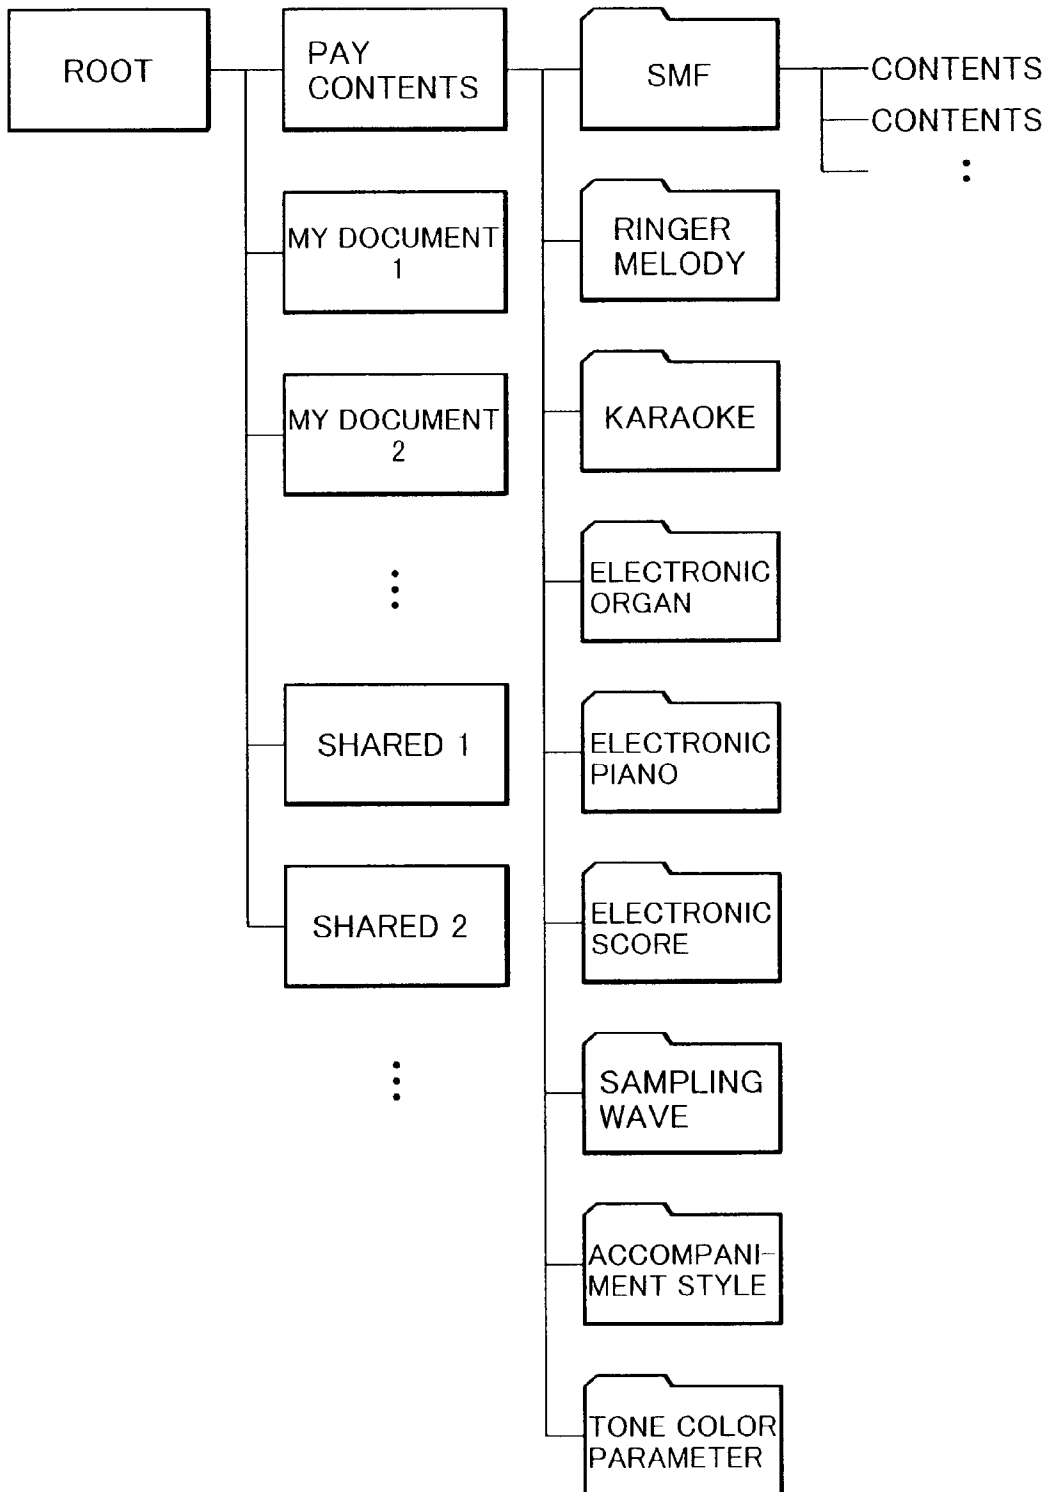 ROOT
PAY
CONTENTS
SMF
CONTENTS
CONTENTS
MY DOCUMENT
1
RINGER
MELODY
MY DOCUMENT
2
KARAOKE
ELECTRONIC
ORGAN
SHARED 1
ELECTRONIC
PIANO
SHARED 2
ELECTRONIC
SCORE
SAMPLING
WAVE
ACCOMPANI-
MENT STYLE
TONE COLOR
PARAMETER